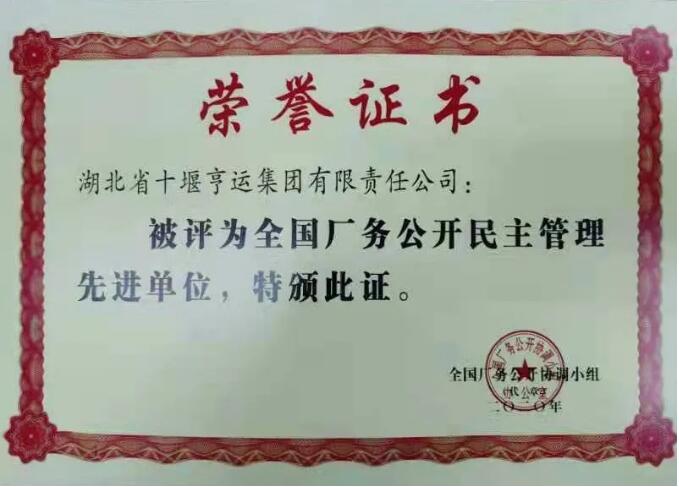 荣誉证书
湖北省十堰亨运集团有限责任公司：
被评为全国厂务公开民主管理
先进单位，特颁此证。
全国厂务公开协调小组
二〇二〇年